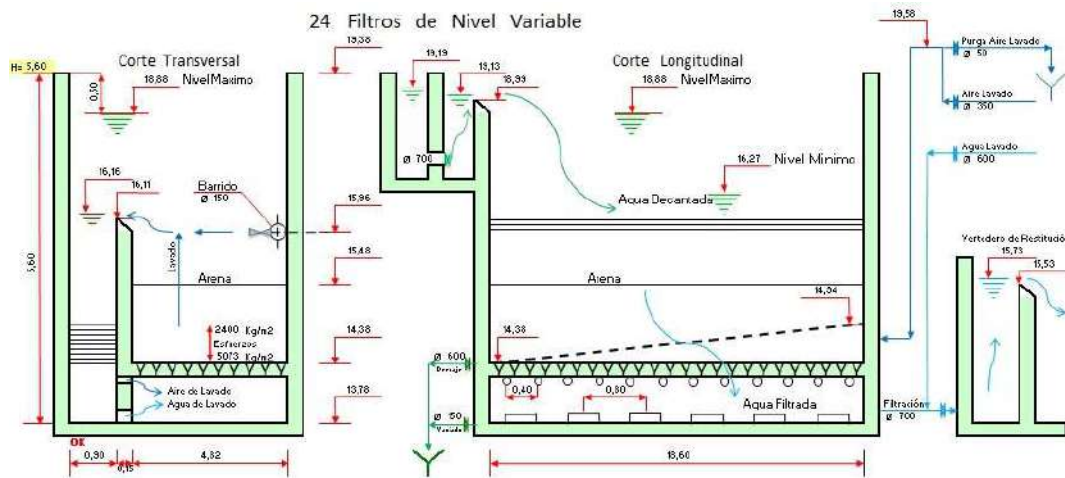 24 Filtros de Nivel Variable
H= 5,60
Corte Transversal
18,88 Nivel Maximo
0,50
19,38
19,19
19,13
18,99
Corte Longitudinal
18,88 Nivel Maximo
19,58
Purga Aire Lavado
Ø 50
Aire Lavado
Ø 350
Agua Lavado
Ø 600
Ø 700
16,27 Nivel Minimo
Agua Decantada
16,16
16,11
Barrido
Ø 150
15,96
Lavado
5,60
Arena
15,48
Arena
Vertedero de Restitució
15,73
15,53
2400 Kg/m2
Esfuerzos
5073 Kg/m2
14,38
14,38
14,94
Ø 600
Drenaje
Aire de Lavado
Agua de Lavado
13,78
0,40
0,80
Agua Filtrada
Ø 50
Vaciado
Filtración
Ø 700
OK
0,90
0,15
4,82
18,60